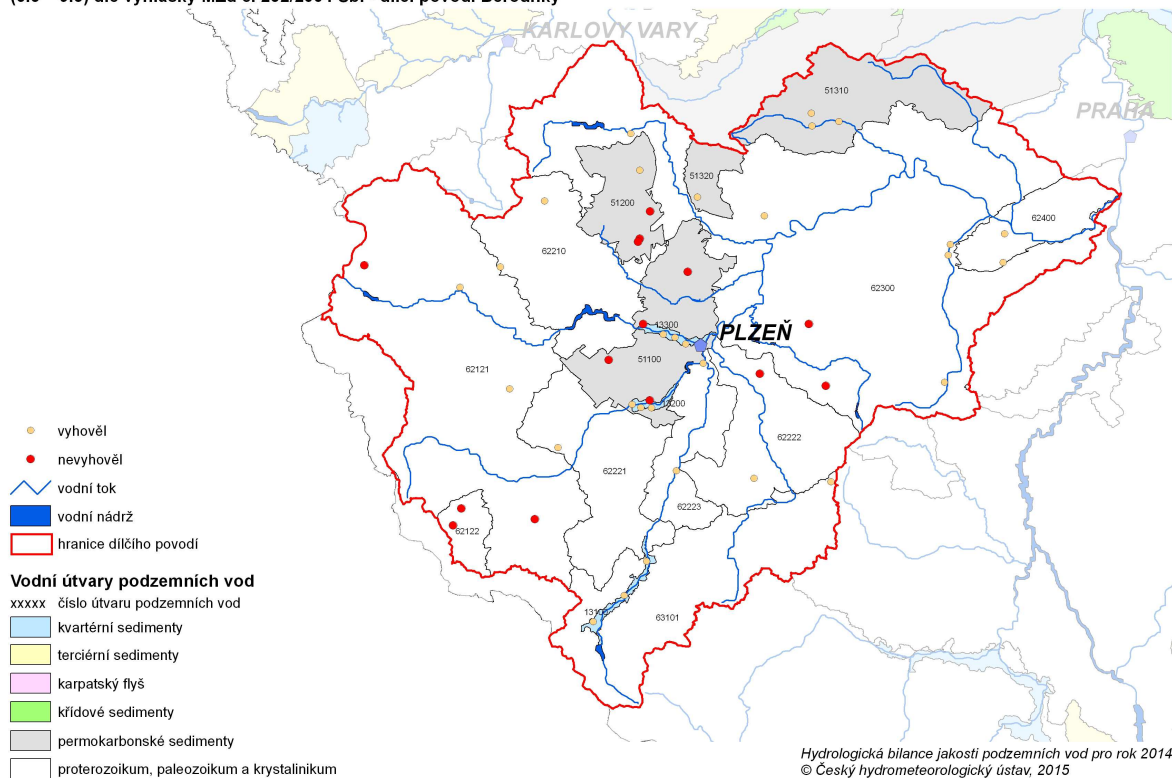 KARLOVY VARY
51310
PRAHA
51320
51200
62400
62210
62300
13300
PLZEŇ
51100
62121
13200
62222
62221
62223
62122
63101
vyhověl
nevyhověl
vodní tok
vodní nádrž
hranice dílčího povodí
Vodní útvary podzemních vod
xxxxx číslo útvaru podzemních vod
kvartérní sedimenty
terciérní sedimenty
karpatský flyš
křídové sedimenty
permokarbonské sedimenty
proterozoikum, paleozoikum a krystalinikum
Hydrologická bilance jakosti podzemních vod pro rok 2014
© Český hydrometeorologický ústav, 2015